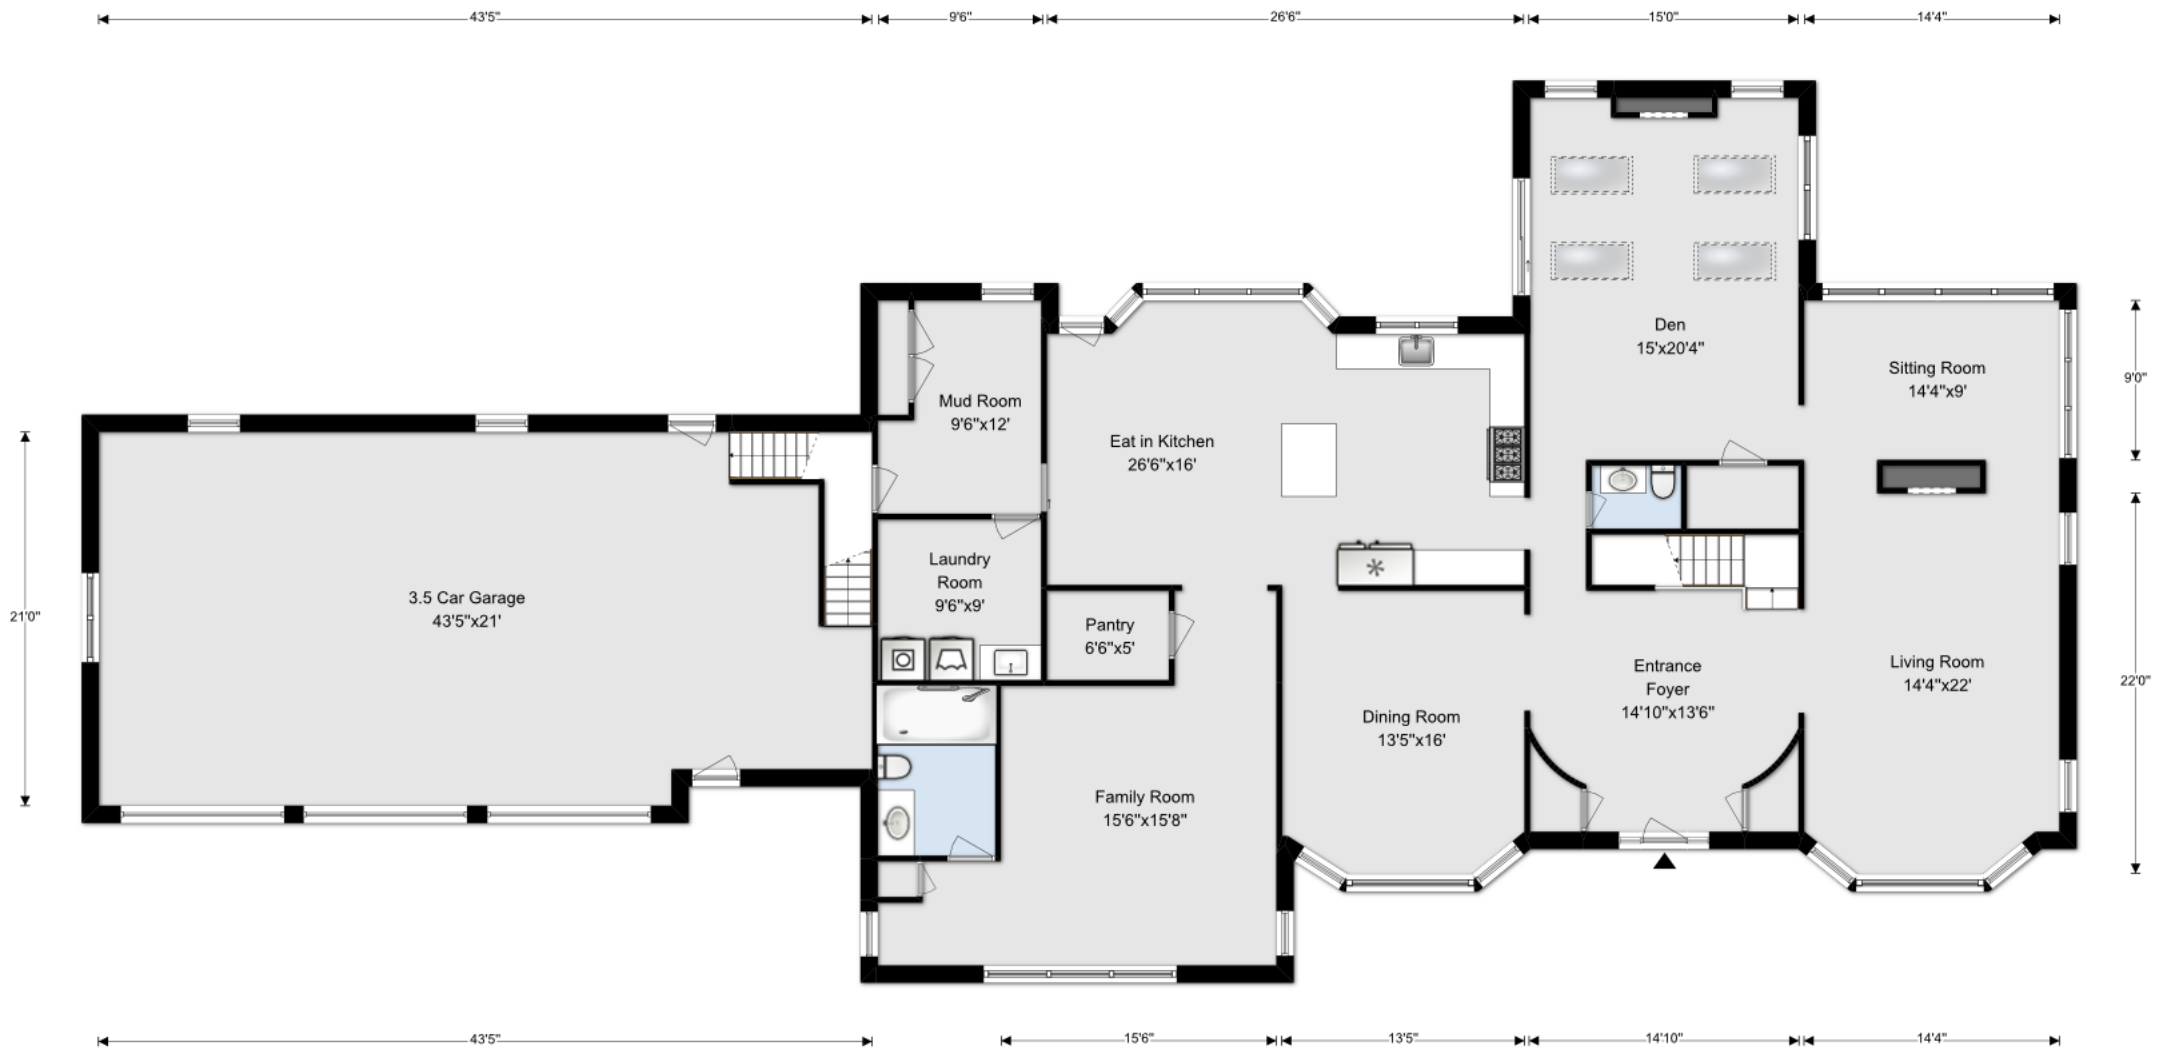 43'5"
9'6"
26'6"
15'0"
14'4"
Den
15'x20'4"
Sitting Room
14'4"x9'
9'0"
Mud Room
9'6"x12'
Eat in Kitchen
26'6"x16'
Laundry
Room
9'6"x9'
3.5 Car Garage
43'5"x21'
21'0"
Pantry
6'6"x5'
Entrance
Foyer
14'10"x13'6"
Living Room
14'4"x22'
22'0"
Dining Room
13'5"x16'
Family Room
15'6"x15'8"
43'5"
15'6"
13'5"
14'10"
14'4"